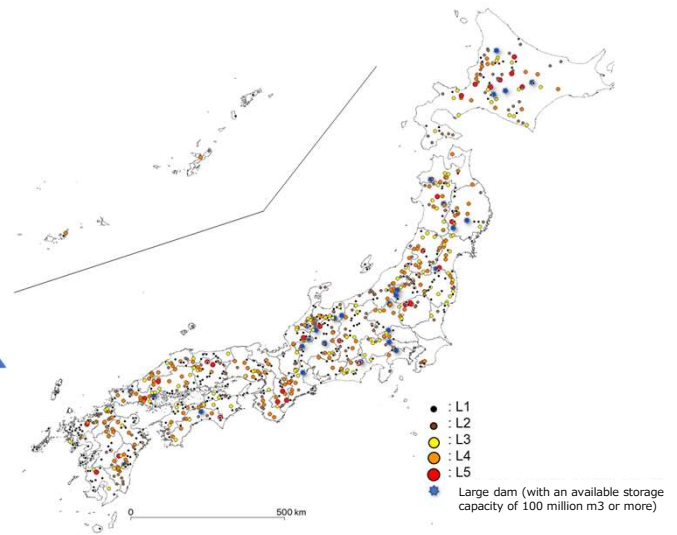 : L1
: L2
: L3
: L4
: L5
Large dam (with an available storage
capacity of 100 million m3 or more)
0 500 km